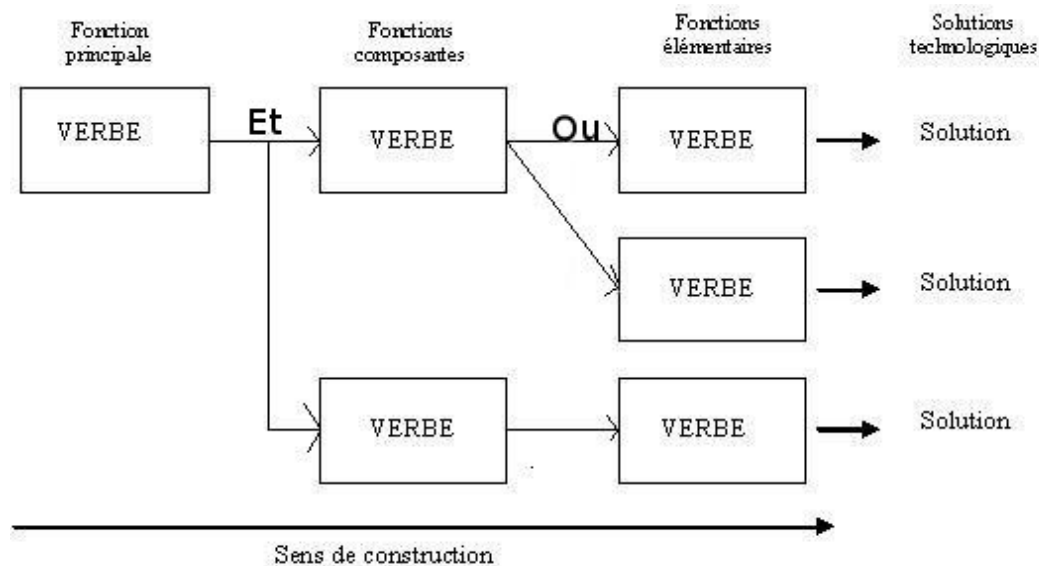 Fonction
principale
Fonctions
composantes
Fonctions
élémentaires
Solutions
technologiques
VERBE
Et
VERBE
Ou
VERBE
Solution
VERBE
Solution
VERBE
VERBE
Solution
Sens de construction